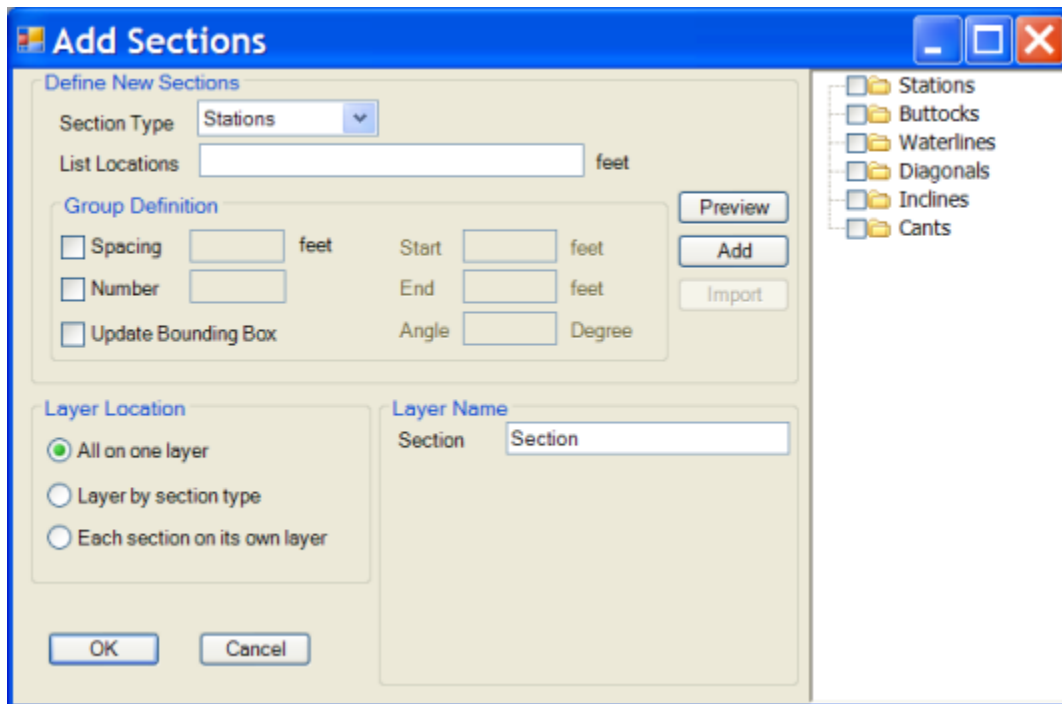 Add Sections
Define New Sections
Section Type Stations
List Locations feet
Group Definition
Spacing feet Start feet
Number End feet
Update Bounding Box Angle Degree
Preview
Add
Import
Layer Location
All on one layer
Layer by section type
Each section on its own layer
Layer Name
Section Section
OK Cancel
Stations
Buttocks
Waterlines
Diagonals
Inclines
Cants